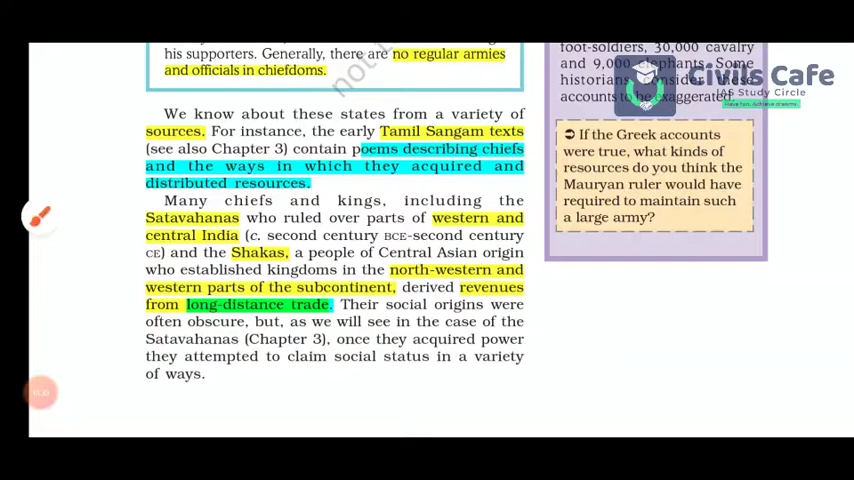 his supporters. Generally, there are no regular armies
and officials in chiefdoms.
We know about these states from a variety of
sources. For instance, the early Tamil Sangam texts
(see also Chapter 3) contain poems describing chiefs
and the ways in which they acquired and
distributed resources.
Many chiefs and kings, including the
Satavahanas who ruled over parts of western and
central India (c. second century BCE-second century
CE) and the Shakas, a people of Central Asian origin
who established kingdoms in the north-western and
western parts of the subcontinent, derived revenues
from long-distance trade. Their social origins were
often obscure, but, as we will see in the case of the
Satavahanas (Chapter 3), once they acquired power
they attempted to claim social status in a variety
of ways.
foot-soldiers, 30,000 cavalry
and 9,000 elephants. Some
historians consider these
accounts to be exaggerated.
Civils Cafe
IAS Study Circle
Have fun. Achieve dreams.
➲ If the Greek accounts
were true, what kinds of
resources do you think the
Mauryan ruler would have
required to maintain such
a large army?
not